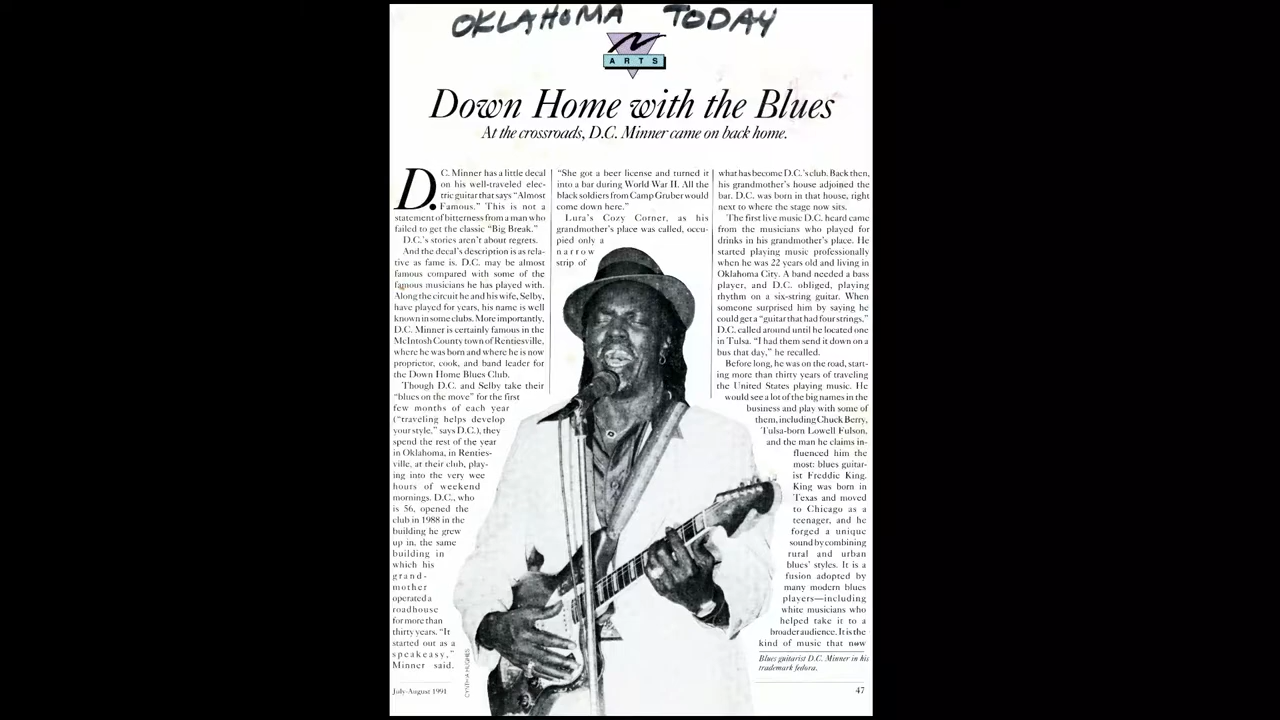 OKLAHOMA TODAY
ARTS
Down Home with the Blues
At the crossroads, D.C. Minner came on back home.
D.C. Minner has a little decal
on his well-traveled elec-
tric guitar that says "Almost
Famous." This is not a
statement of bitterness from a man who
failed to get the classic "Big Break."
D.C.'s stories aren't about regrets.
And the decal's description is as rela-
tive as fame is. D.C. may be almost
famous compared with some of the
famous musicians he has played with.
Along the circuit he and his wife, Selby,
have played for years, his name is well
known in some clubs. More importantly,
D.C. Minner is certainly famous in the
McIntosh County town of Rentiesville,
where he was born and where he is now
proprietor, cook, and band leader for
the Down Home Blues Club.
Though D.C. and Selby take their
"blues on the move" for the first
few months of each year
("traveling helps develop
your style," says D.C.), they
spend the rest of the year
in Oklahoma, in Renties-
ville, at their club, play-
ing into the very wee
hours of weekend
mornings. D.C., who
is 56, opened the
club in 1988 in the
building he grew
up in, the same
building in
which his
grand-
mother
operated a
roadhouse
for more than
thirty years. "It
started out as a
speakeasy,"
Minner said.
"She got a beer license and turned it
into a bar during World War II. All the
black soldiers from Camp Gruber would
come down here."
Lura's Cozy Corner, as his
grandmother's place was called, occu-
pied only a
narrow
strip of
what has become D.C.'s club. Back then,
his grandmother's house adjoined the
bar. D.C. was born in that house, right
next to where the stage now sits.
The first live music D.C. heard came
from the musicians who played for
drinks in his grandmother's place. He
started playing music professionally
when he was 22 years old and living in
Oklahoma City. A band needed a bass
player, and D.C. obliged, playing
rhythm on a six-string guitar. When
someone surprised him by saying he
could get a "guitar that had four strings,"
D.C. called around until he located one
in Tulsa. "I had them send it down on a
bus that day," he recalled.
Before long, he was on the road, start-
ing more than thirty years of traveling
the United States playing music. He
would see a lot of the big names in the
business and play with some of
them, including Chuck Berry,
Tulsa-born Lowell Fulson,
and the man he claims in-
fluenced him the
most: blues guitar-
ist Freddie King.
King was born in
Texas and moved
to Chicago as a
teenager, and he
forged a unique
sound by combining
rural and urban
blues' styles. It is a
fusion adopted by
many modern blues
players—including
white musicians who
helped take it to a
broader audience. It is the
kind of music that now
Blues guitarist D.C. Minner in his
trademark fedora.
CYNTHIA HUGHES
July-August 1991
47